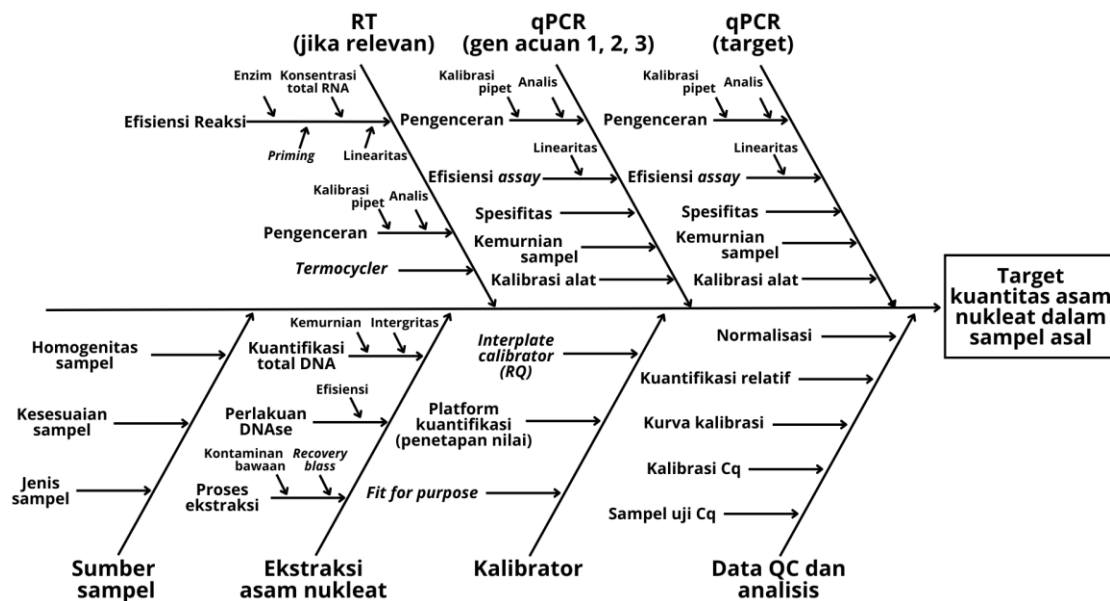 RT
(jika relevan)
Enzim
Konsentrasi
total RNA
Efisiensi Reaksi
Priming
Linearitas
Kalibrasi
pipet
Analis
Pengenceran
Termocycler
qPCR
(gen acuan 1, 2, 3)
Kalibrasi
pipet
Analis
Pengenceran
Linearitas
Efisiensi assay
Spesifitas
Kemurnian
sampel
Kalibrasi alat
qPCR
(target)
Kalibrasi
pipet
Analis
Pengenceran
Linearitas
Efisiensi assay
Spesifitas
Kemurnian
sampel
Kalibrasi alat
Target
kuantitas asam
nukleat dalam
sampel asal
Homogenitas
sampel
Kesesuaian
sampel
Jenis
sampel
Sumber
sampel
Kemurnian
Intergritas
Kuantifikasi
total DNA
Efisiensi
Perlakuan
DNAse
Kontaminan
bawaan
Recovery
blass
Proses
ekstraksi
Ekstraksi
asam nukleat
Interplate
calibrator
(RQ)
Platform
kuantifikasi
(penetapan nilai)
Fit for purpose
Kalibrator
Normalisasi
Kuantifikasi relatif
Kurva kalibrasi
Kalibrasi Cq
Sampel uji Cq
Data QC dan
analisis